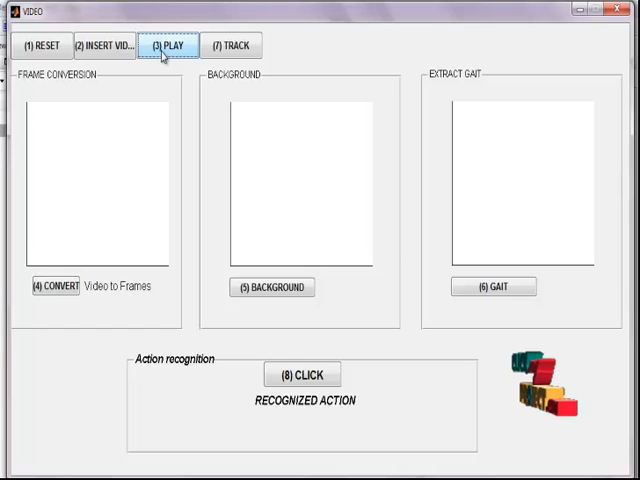 VIDEO
(1) RESET
(2) INSERT VID...
(3) PLAY
(7) TRACK
FRAME CONVERSION
BACKGROUND
EXTRACT GAIT
(4) CONVERT
Video to Frames
(5) BACKGROUND
(6) GAIT
Action recognition
(8) CLICK
RECOGNIZED ACTION